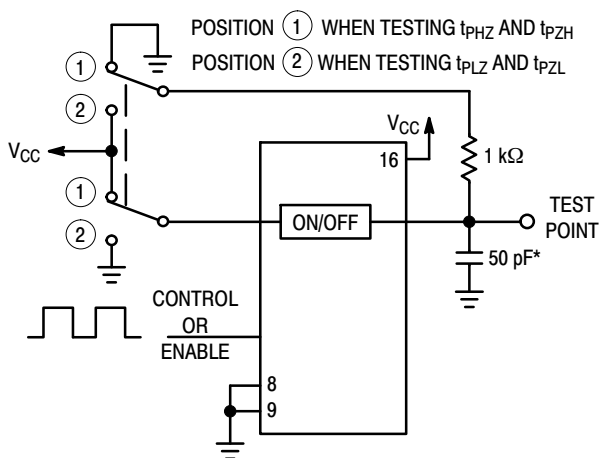 POSITION 1 WHEN TESTING tPHZ AND tPZH
POSITION 2 WHEN TESTING tPLZ AND tPZL
1
2
VCC
1
2
VCC
16
1 kΩ
ON/OFF
TEST
POINT
50 pF*
CONTROL
OR
ENABLE
8
9